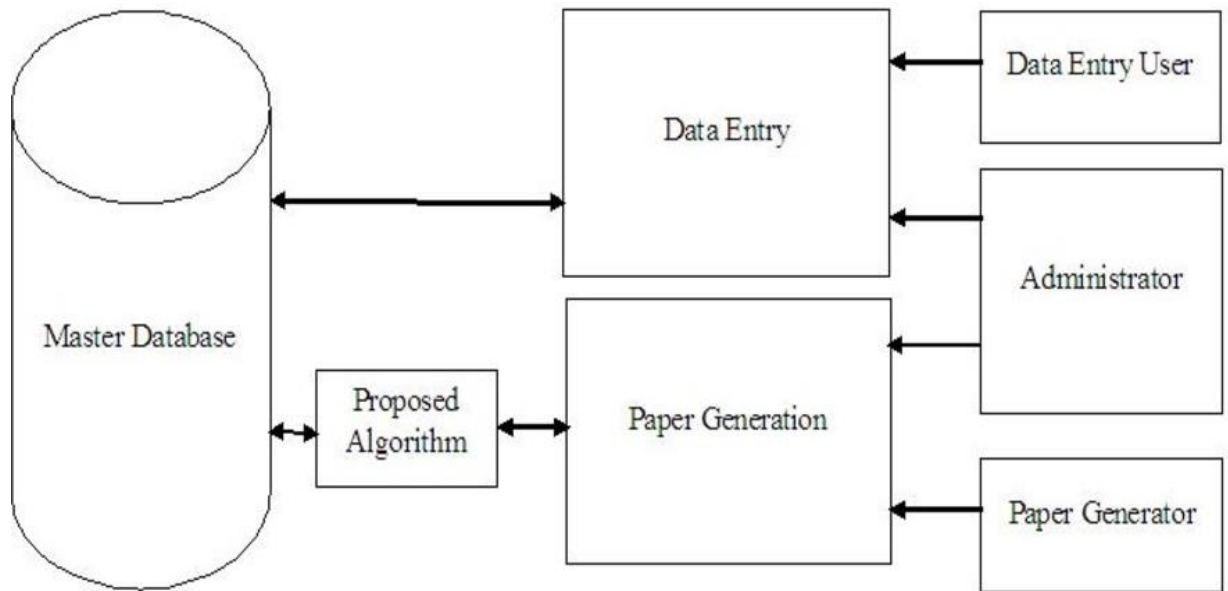 Master Database
Proposed
Algorithm
Data Entry
Paper Generation
Data Entry User
Administrator
Paper Generator